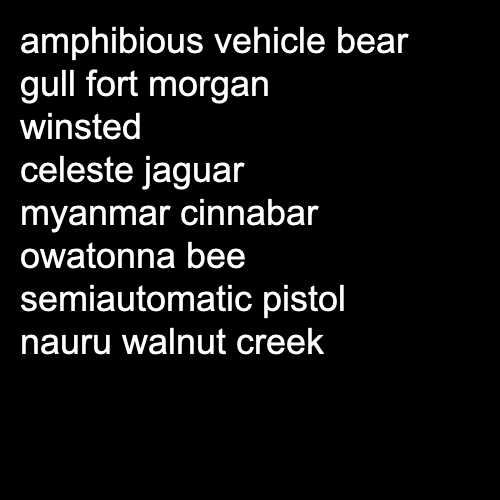 amphibious vehicle bear
gull fort morgan
winsted
celeste jaguar
myanmar cinnabar
owatonna bee
semiautomatic pistol
nauru walnut creek